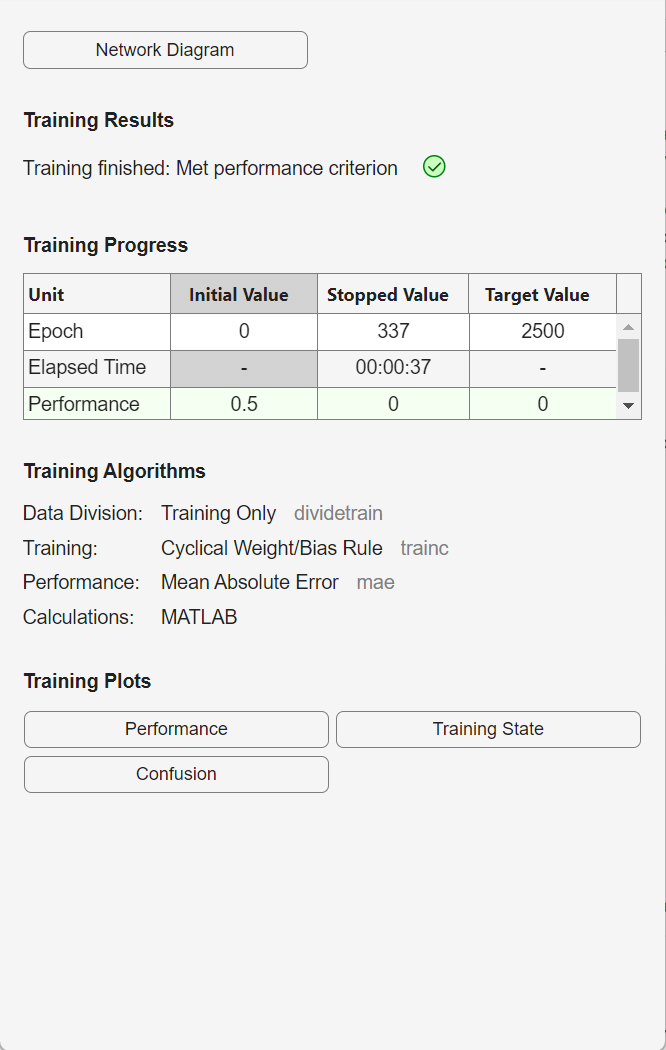 Network Diagram
Training Results
Training finished: Met performance criterion
Training Progress
Unit Initial Value Stopped Value Target Value
Epoch 0 337 2500
Elapsed Time - 00:00:37 -
Performance 0.5 0 0
Training Algorithms
Data Division: Training Only dividetrain
Training: Cyclical Weight/Bias Rule trainc
Performance: Mean Absolute Error mae
Calculations: MATLAB
Training Plots
Performance Training State
Confusion